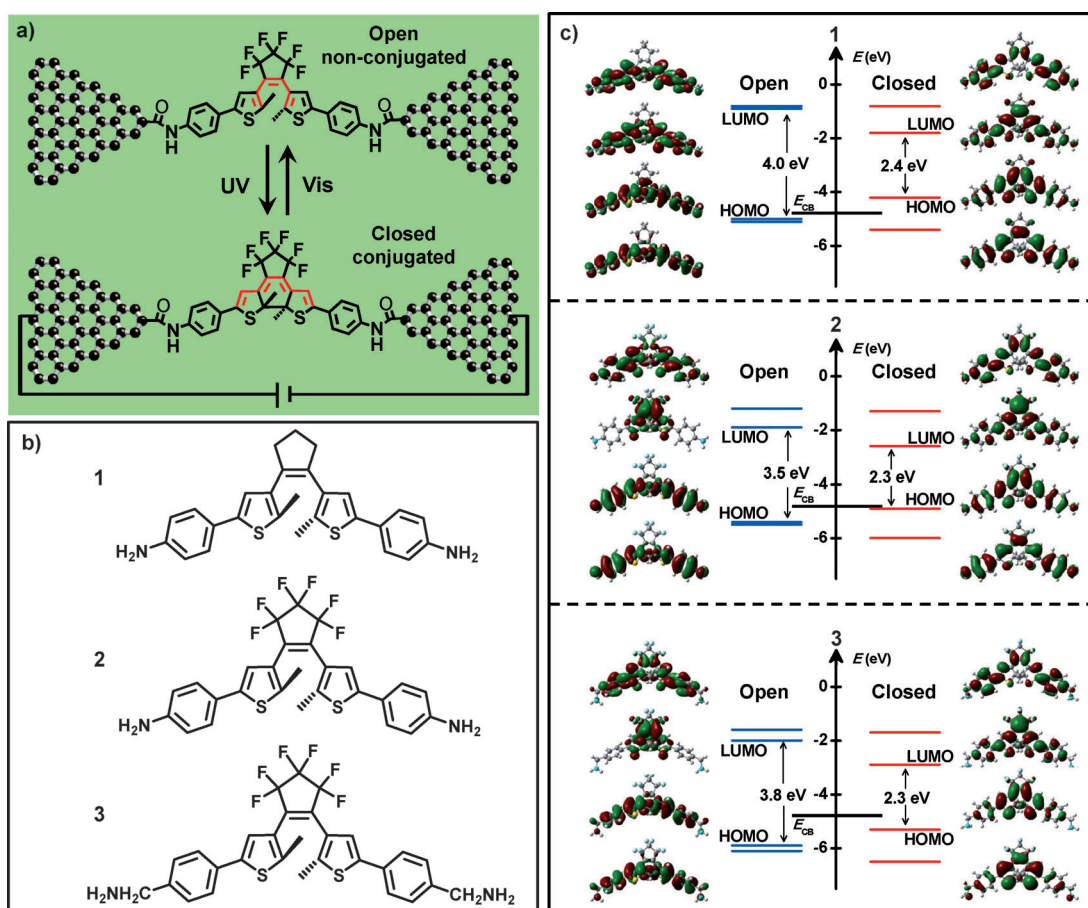 a)
Open
non-conjugated
F F F F F F
O
N
H
S
S
N
H
O
UV
Vis
Closed
conjugated
F F F F F F
O
N
H
S
S
N
H
O
b)
1
S
S
H₂N
NH₂
2
F F F F F F
S
S
H₂N
NH₂
3
F F F F F F
S
S
H₂NH₂C
CH₂NH₂
c)
1
E (eV)
Open
Closed
0
LUMO
LUMO
-2
4.0 eV
2.4 eV
-4
HOMO
E_CB
HOMO
-6
2
E (eV)
Open
Closed
0
LUMO
LUMO
-2
3.5 eV
2.3 eV
-4
E_CB
HOMO
HOMO
-6
3
E (eV)
Open
Closed
0
-2
LUMO
LUMO
3.8 eV
2.3 eV
-4
HOMO
E_CB
HOMO
-6